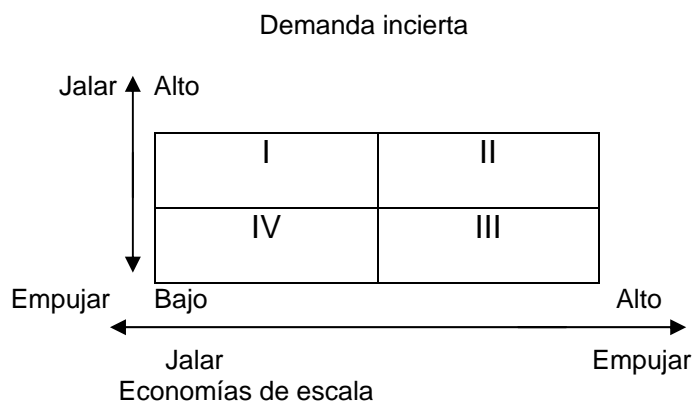 Demanda incierta
Jalar Alto
I II
IV III
Empujar Bajo Alto
Jalar Empujar
Economías de escala